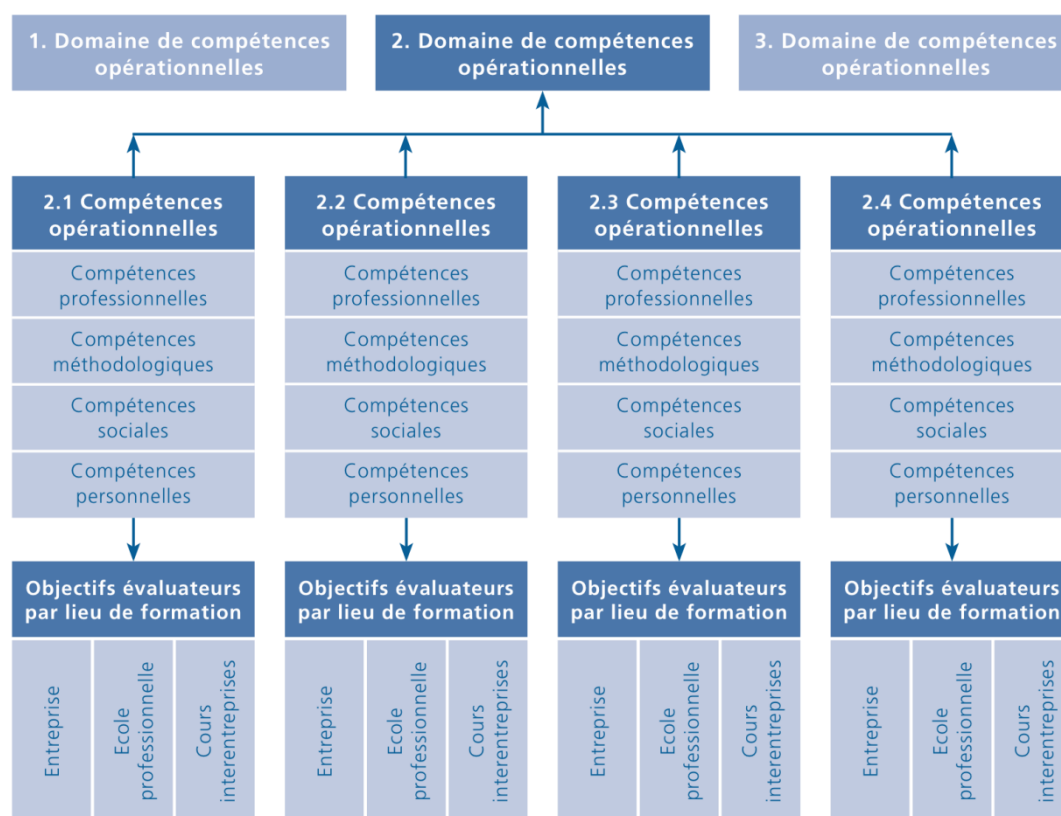 1. Domaine de compétences
opérationnelles
2. Domaine de compétences
opérationnelles
3. Domaine de compétences
opérationnelles
2.1 Compétences
opérationnelles
Compétences
professionnelles
Compétences
méthodologiques
Compétences
sociales
Compétences
personnelles
Objectifs évaluateurs
par lieu de formation
Entreprise
Ecole
professionnelle
Cours
interentreprises
2.2 Compétences
opérationnelles
Compétences
professionnelles
Compétences
méthodologiques
Compétences
sociales
Compétences
personnelles
Objectifs évaluateurs
par lieu de formation
Entreprise
Ecole
professionnelle
Cours
interentreprises
2.3 Compétences
opérationnelles
Compétences
professionnelles
Compétences
méthodologiques
Compétences
sociales
Compétences
personnelles
Objectifs évaluateurs
par lieu de formation
Entreprise
Ecole
professionnelle
Cours
interentreprises
2.4 Compétences
opérationnelles
Compétences
professionnelles
Compétences
méthodologiques
Compétences
sociales
Compétences
personnelles
Objectifs évaluateurs
par lieu de formation
Entreprise
Ecole
professionnelle
Cours
interentreprises